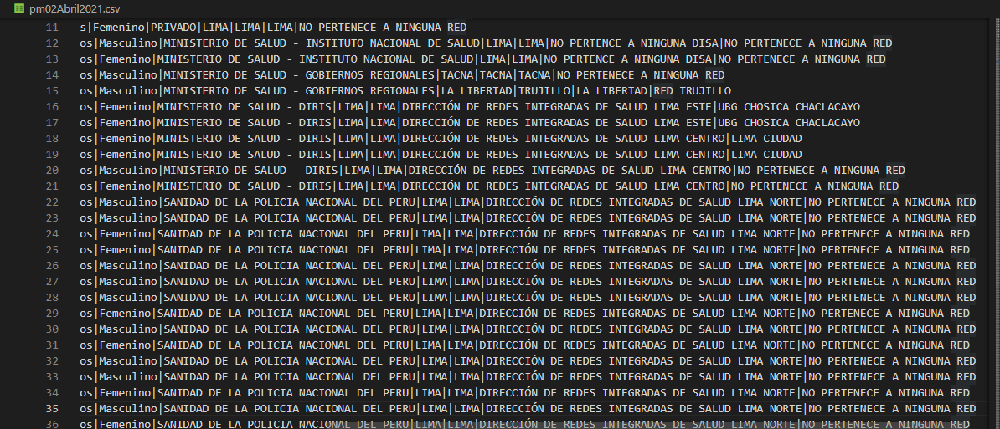 pm02Abril2021.csv
11 s|Femenino|PRIVADO|LIMA|LIMA|LIMA|NO PERTENECE A NINGUNA RED
12 os|Masculino|MINISTERIO DE SALUD - INSTITUTO NACIONAL DE SALUD|LIMA|LIMA|NO PERTENCE A NINGUNA DISA|NO PERTENECE A NINGUNA RED
13 os|Femenino|MINISTERIO DE SALUD - INSTITUTO NACIONAL DE SALUD|LIMA|LIMA|NO PERTENCE A NINGUNA DISA|NO PERTENECE A NINGUNA RED
14 os|Masculino|MINISTERIO DE SALUD - GOBIERNOS REGIONALES|TACNA|TACNA|TACNA|NO PERTENECE A NINGUNA RED
15 os|Masculino|MINISTERIO DE SALUD - GOBIERNOS REGIONALES|LA LIBERTAD|TRUJILLO|LA LIBERTAD|RED TRUJILLO
16 os|Femenino|MINISTERIO DE SALUD - DIRIS|LIMA|LIMA|DIRECCIÓN DE REDES INTEGRADAS DE SALUD LIMA ESTE|UBG CHOSICA CHACLACAYO
17 os|Femenino|MINISTERIO DE SALUD - DIRIS|LIMA|LIMA|DIRECCIÓN DE REDES INTEGRADAS DE SALUD LIMA ESTE|UBG CHOSICA CHACLACAYO
18 os|Femenino|MINISTERIO DE SALUD - DIRIS|LIMA|LIMA|DIRECCIÓN DE REDES INTEGRADAS DE SALUD LIMA CENTRO|LIMA CIUDAD
19 os|Femenino|MINISTERIO DE SALUD - DIRIS|LIMA|LIMA|DIRECCIÓN DE REDES INTEGRADAS DE SALUD LIMA CENTRO|LIMA CIUDAD
20 os|Masculino|MINISTERIO DE SALUD - DIRIS|LIMA|LIMA|DIRECCIÓN DE REDES INTEGRADAS DE SALUD LIMA CENTRO|NO PERTENECE A NINGUNA RED
21 os|Femenino|MINISTERIO DE SALUD - DIRIS|LIMA|LIMA|DIRECCIÓN DE REDES INTEGRADAS DE SALUD LIMA CENTRO|NO PERTENECE A NINGUNA RED
22 os|Masculino|SANIDAD DE LA POLICIA NACIONAL DEL PERU|LIMA|LIMA|DIRECCIÓN DE REDES INTEGRADAS DE SALUD LIMA NORTE|NO PERTENECE A NINGUNA RED
23 os|Masculino|SANIDAD DE LA POLICIA NACIONAL DEL PERU|LIMA|LIMA|DIRECCIÓN DE REDES INTEGRADAS DE SALUD LIMA NORTE|NO PERTENECE A NINGUNA RED
24 os|Femenino|SANIDAD DE LA POLICIA NACIONAL DEL PERU|LIMA|LIMA|DIRECCIÓN DE REDES INTEGRADAS DE SALUD LIMA NORTE|NO PERTENECE A NINGUNA RED
25 os|Femenino|SANIDAD DE LA POLICIA NACIONAL DEL PERU|LIMA|LIMA|DIRECCIÓN DE REDES INTEGRADAS DE SALUD LIMA NORTE|NO PERTENECE A NINGUNA RED
26 os|Masculino|SANIDAD DE LA POLICIA NACIONAL DEL PERU|LIMA|LIMA|DIRECCIÓN DE REDES INTEGRADAS DE SALUD LIMA NORTE|NO PERTENECE A NINGUNA RED
27 os|Masculino|SANIDAD DE LA POLICIA NACIONAL DEL PERU|LIMA|LIMA|DIRECCIÓN DE REDES INTEGRADAS DE SALUD LIMA NORTE|NO PERTENECE A NINGUNA RED
28 os|Masculino|SANIDAD DE LA POLICIA NACIONAL DEL PERU|LIMA|LIMA|DIRECCIÓN DE REDES INTEGRADAS DE SALUD LIMA NORTE|NO PERTENECE A NINGUNA RED
29 os|Femenino|SANIDAD DE LA POLICIA NACIONAL DEL PERU|LIMA|LIMA|DIRECCIÓN DE REDES INTEGRADAS DE SALUD LIMA NORTE|NO PERTENECE A NINGUNA RED
30 os|Masculino|SANIDAD DE LA POLICIA NACIONAL DEL PERU|LIMA|LIMA|DIRECCIÓN DE REDES INTEGRADAS DE SALUD LIMA NORTE|NO PERTENECE A NINGUNA RED
31 os|Femenino|SANIDAD DE LA POLICIA NACIONAL DEL PERU|LIMA|LIMA|DIRECCIÓN DE REDES INTEGRADAS DE SALUD LIMA NORTE|NO PERTENECE A NINGUNA RED
32 os|Masculino|SANIDAD DE LA POLICIA NACIONAL DEL PERU|LIMA|LIMA|DIRECCIÓN DE REDES INTEGRADAS DE SALUD LIMA NORTE|NO PERTENECE A NINGUNA RED
33 os|Masculino|SANIDAD DE LA POLICIA NACIONAL DEL PERU|LIMA|LIMA|DIRECCIÓN DE REDES INTEGRADAS DE SALUD LIMA NORTE|NO PERTENECE A NINGUNA RED
34 os|Femenino|SANIDAD DE LA POLICIA NACIONAL DEL PERU|LIMA|LIMA|DIRECCIÓN DE REDES INTEGRADAS DE SALUD LIMA NORTE|NO PERTENECE A NINGUNA RED
35 os|Masculino|SANIDAD DE LA POLICIA NACIONAL DEL PERU|LIMA|LIMA|DIRECCIÓN DE REDES INTEGRADAS DE SALUD LIMA NORTE|NO PERTENECE A NINGUNA RED
36 os|Femenino|SANIDAD DE LA POLICIA NACIONAL DEL PERU|LIMA|LIMA|DIRECCIÓN DE REDES INTEGRADAS DE SALUD LIMA NORTE|NO PERTENECE A NINGUNA RED